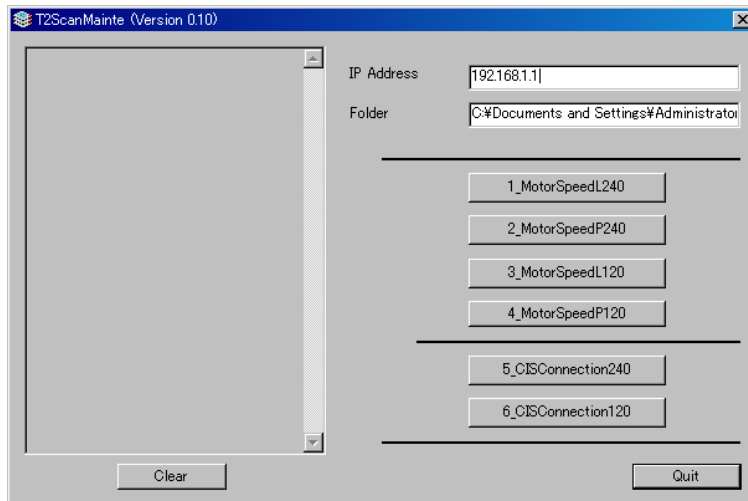 T2ScanMainte (Version 0.10)
IP Address
192.168.1.1
Folder
C:¥Documents and Settings¥Administrator
1_MotorSpeedL240
2_MotorSpeedP240
3_MotorSpeedL120
4_MotorSpeedP120
5_CISConnection240
6_CISConnection120
Clear
Quit